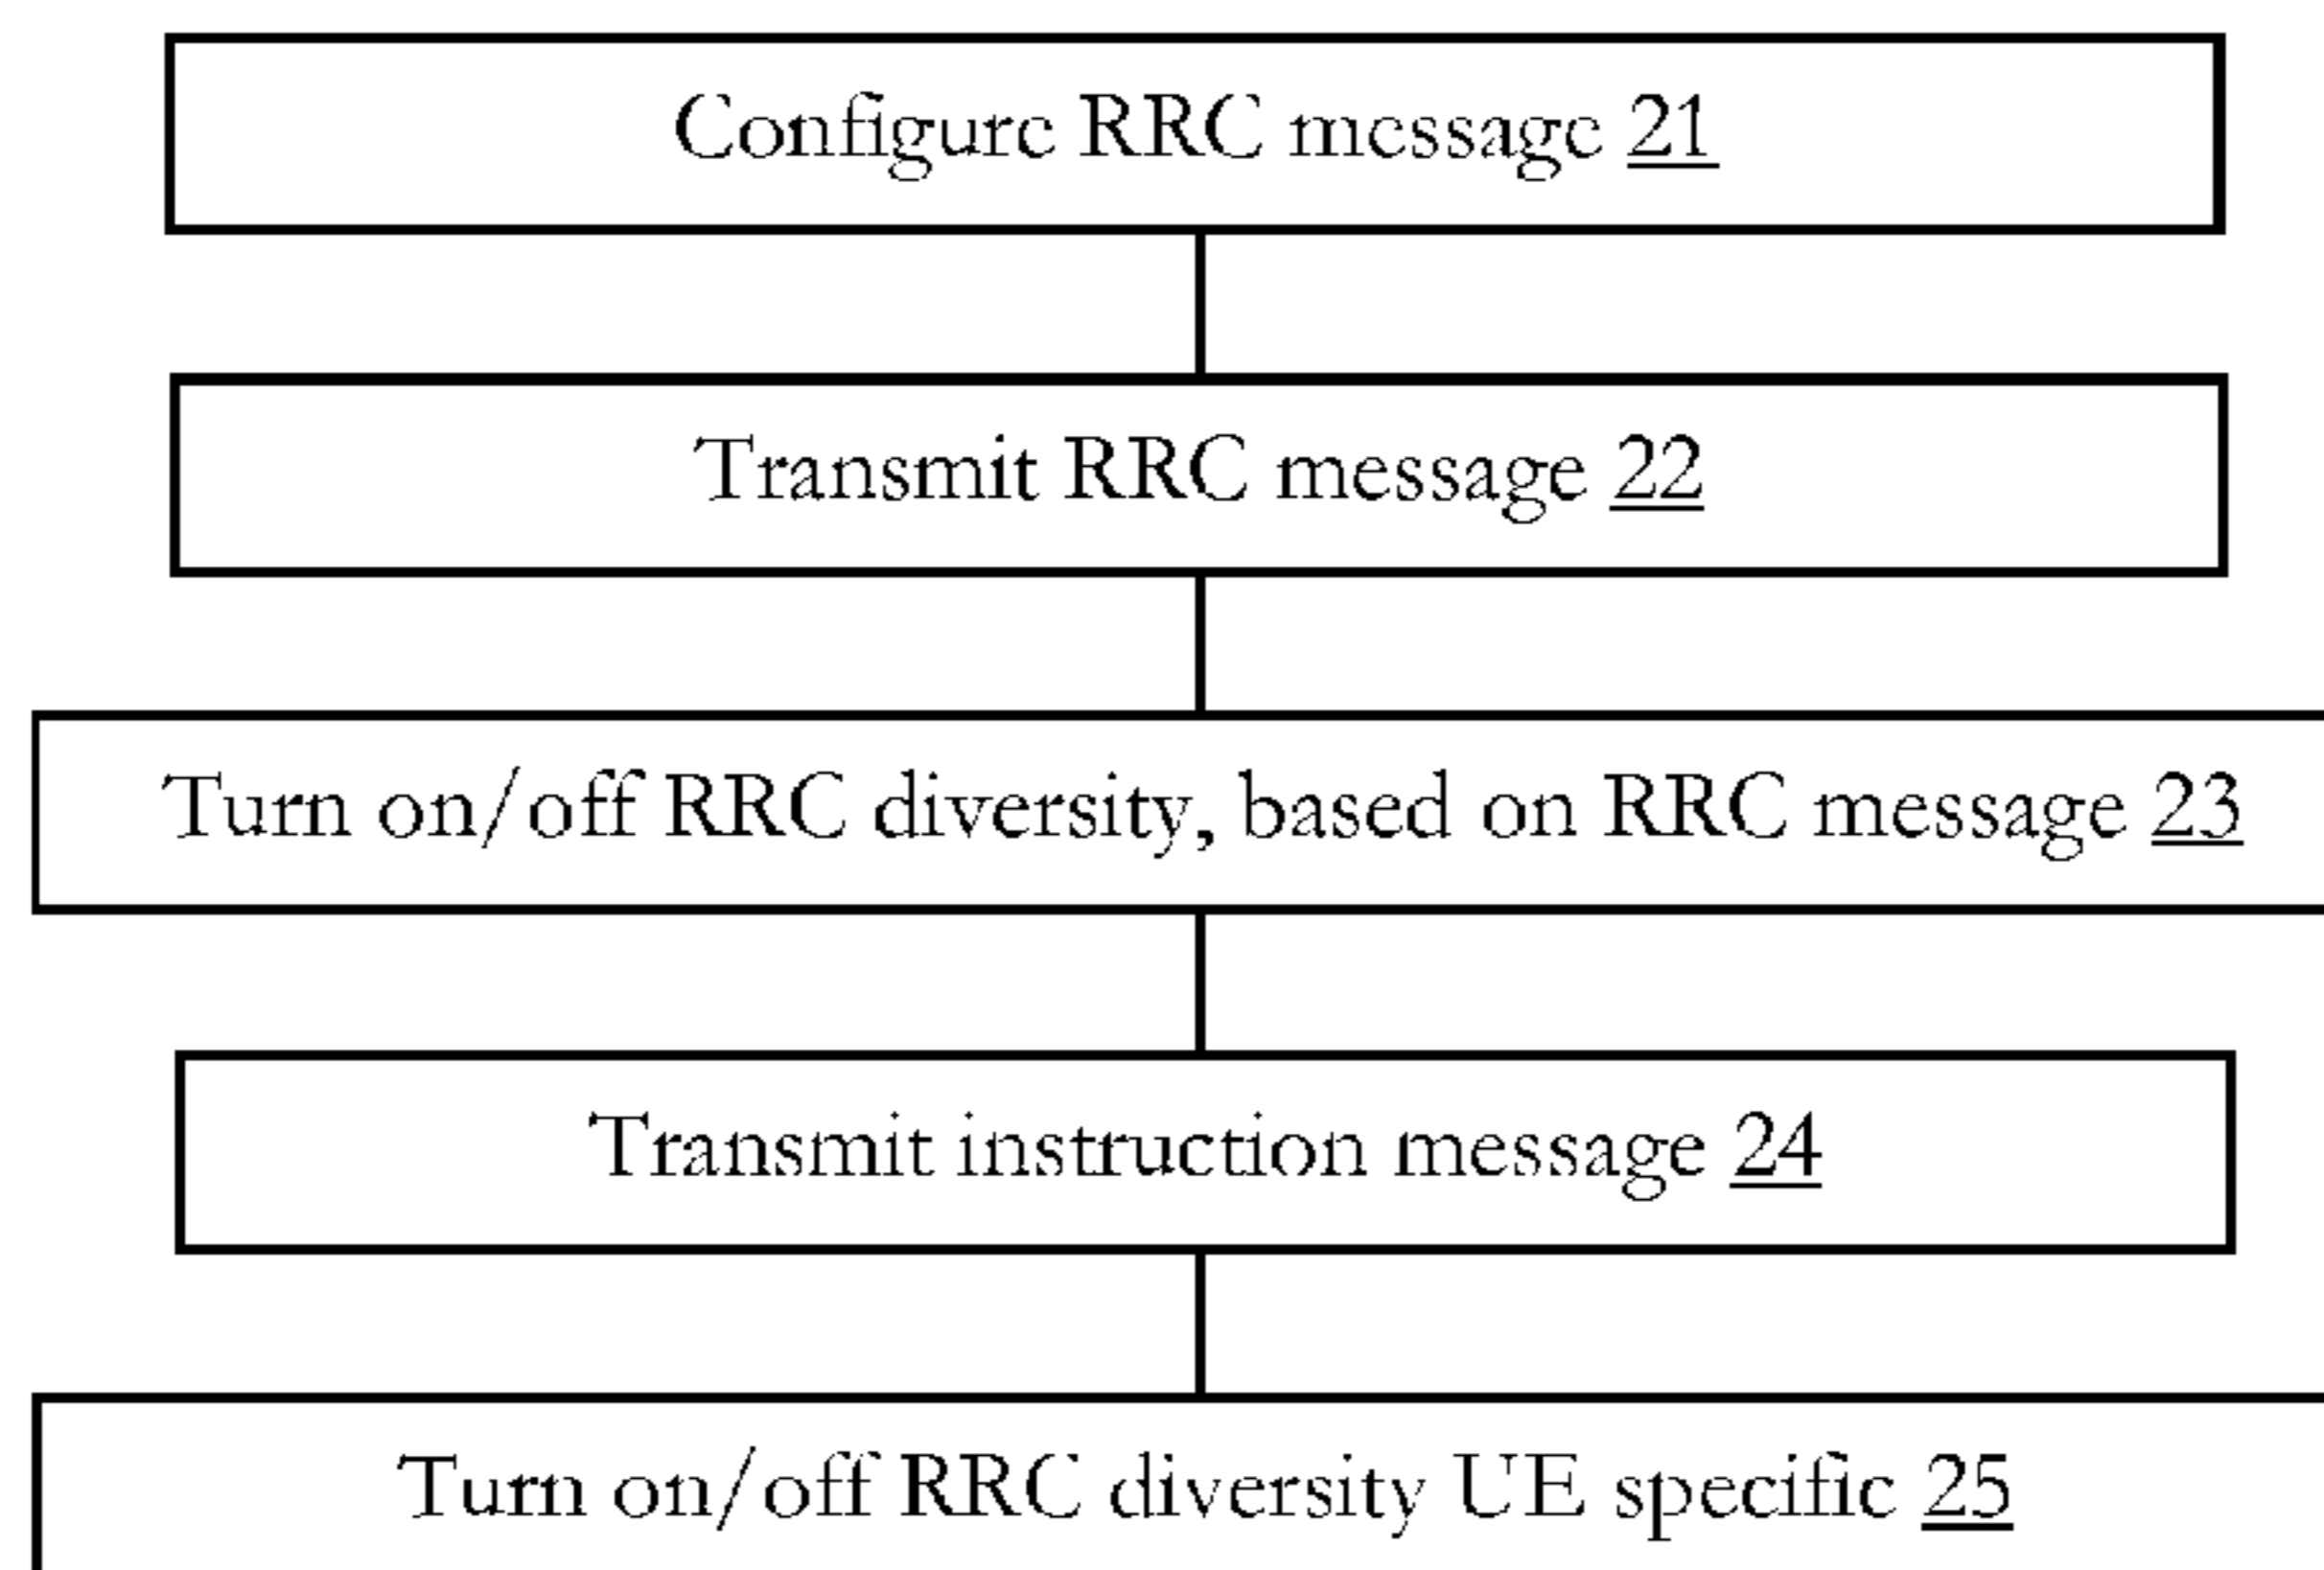 Configure RRC message 21
Transmit RRC message 22
Turn on/off RRC diversity, based on RRC message 23
Transmit instruction message 24
Turn on/off RRC diversity UE specific 25